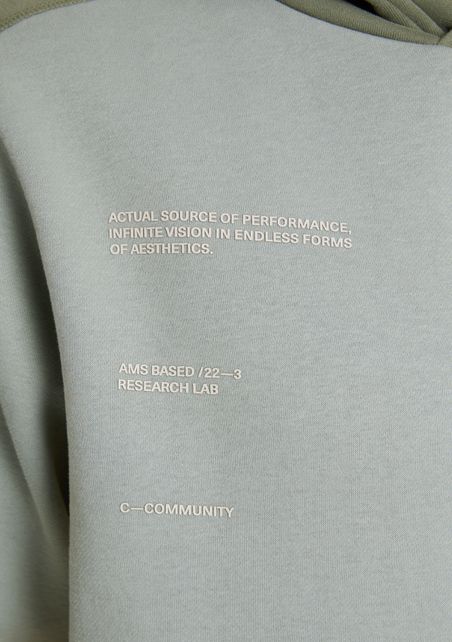 ACTUAL SOURCE OF PERFORMANCE,
INFINITE VISION IN ENDLESS FORMS
OF AESTHETICS.
AMS BASED /22—3
RESEARCH LAB
C—COMMUNITY